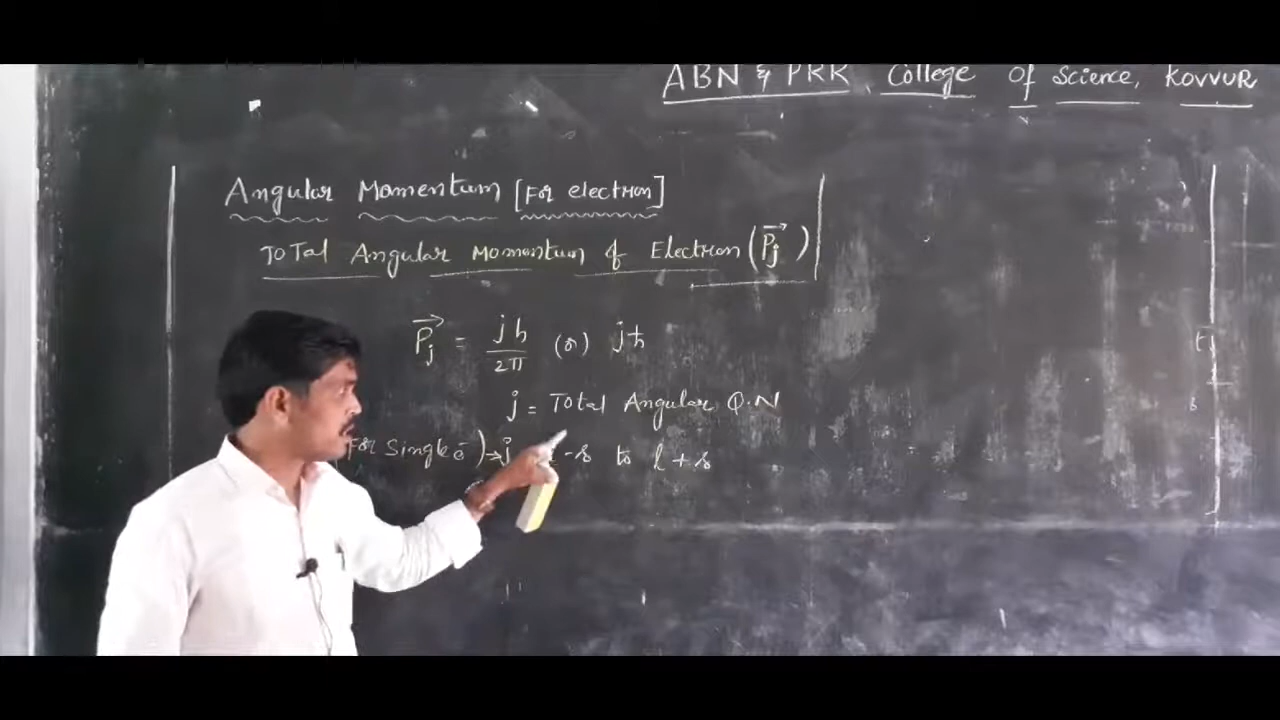 ABN & PRR College of Science, KOVVUR
Angular Momentum [For electron]
Total Angular Momentum of Electron (P⃗j)
P⃗j = jh/2π (or) jħ
j = Total Angular Q.N
(For Single e⁻) → j - s to l + s